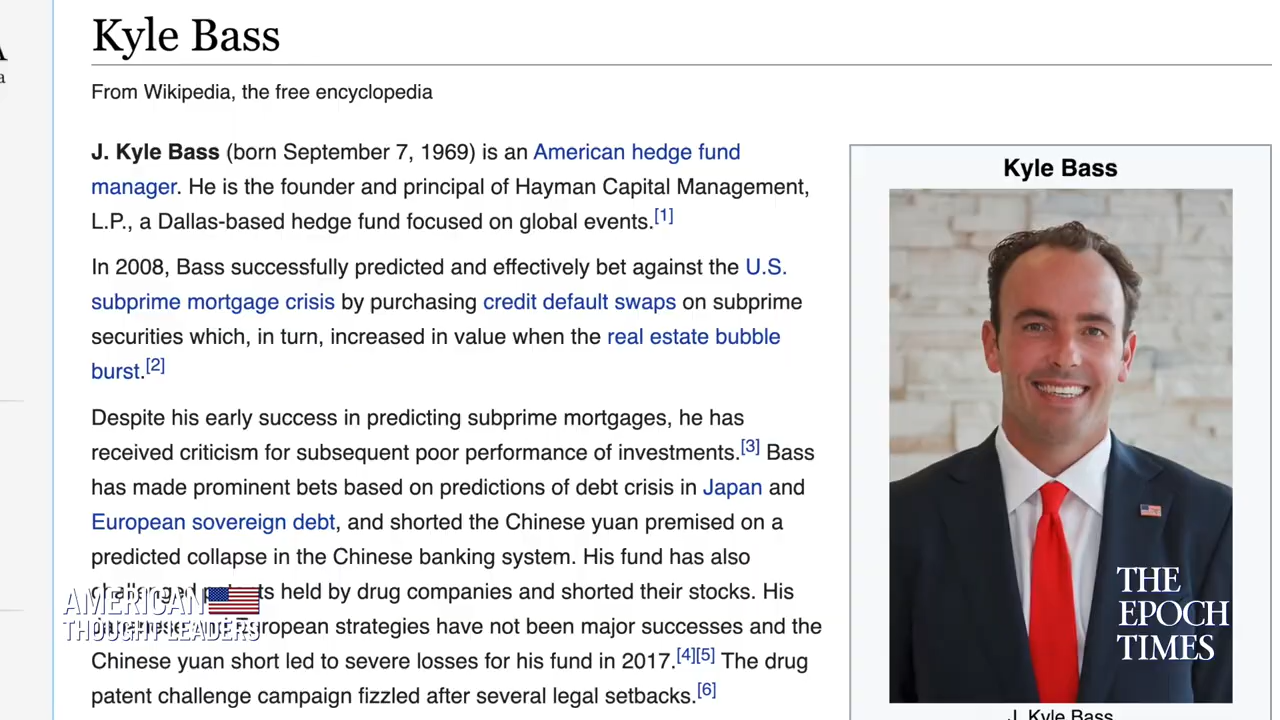 A
a
Kyle Bass
From Wikipedia, the free encyclopedia
J. Kyle Bass (born September 7, 1969) is an American hedge fund
manager. He is the founder and principal of Hayman Capital Management,
L.P., a Dallas-based hedge fund focused on global events.[1]
In 2008, Bass successfully predicted and effectively bet against the U.S.
subprime mortgage crisis by purchasing credit default swaps on subprime
securities which, in turn, increased in value when the real estate bubble
burst.[2]
Despite his early success in predicting subprime mortgages, he has
received criticism for subsequent poor performance of investments.[3] Bass
has made prominent bets based on predictions of debt crisis in Japan and
European sovereign debt, and shorted the Chinese yuan premised on a
predicted collapse in the Chinese banking system. His fund has also
challenged patents held by drug companies and shorted their stocks. His
European strategies have not been major successes and the
Chinese yuan short led to severe losses for his fund in 2017.[4][5] The drug
patent challenge campaign fizzled after several legal setbacks.[6]
AMERICAN
THOUGHT LEADERS
Kyle Bass
THE
EPOCH
TIMES
J. Kyle Bass